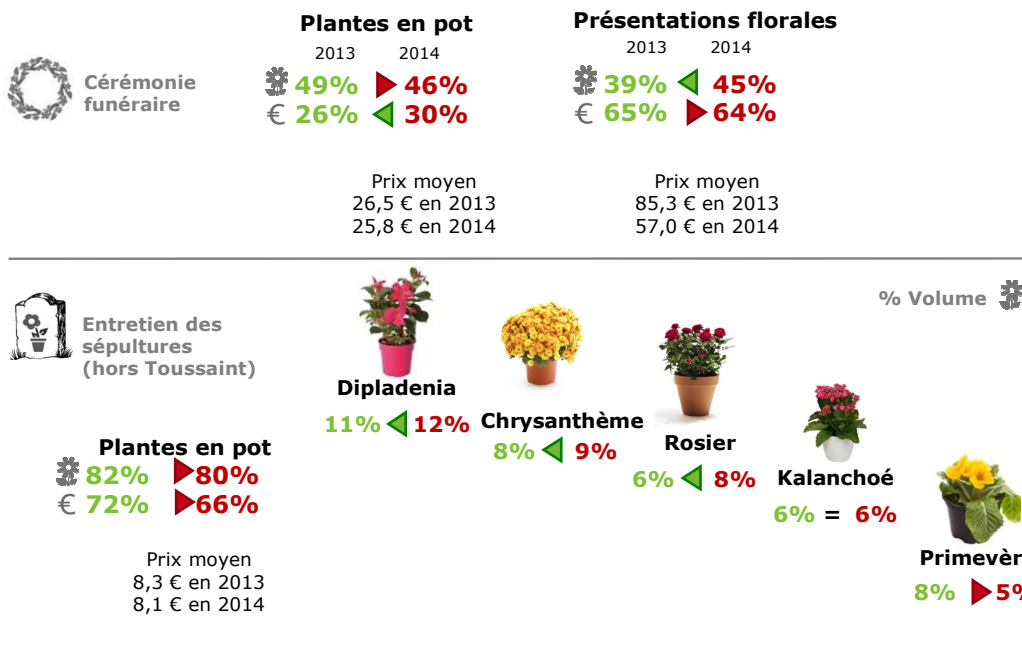 Plantes en pot
2013 2014
49% 46%
€ 26% 30%
Présentations florales
2013 2014
39% 45%
€ 65% 64%
Cérémonie
funéraire
Prix moyen
26,5 € en 2013
25,8 € en 2014
Prix moyen
85,3 € en 2013
57,0 € en 2014
% Volume
Entretien des
sépultures
(hors Toussaint)
Dipladenia
11% 12%
Chrysanthème
8% 9%
Rosier
6% 8%
Kalanchoé
6% = 6%
Primevèr
8% 5%
Plantes en pot
82% 80%
€ 72% 66%
Prix moyen
8,3 € en 2013
8,1 € en 2014